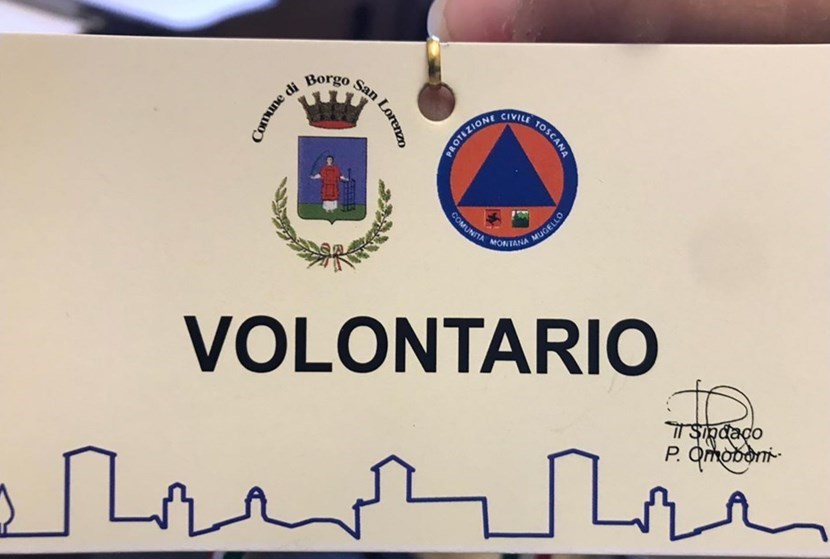 Comune di Borgo San Lorenzo
PROTEZIONE CIVILE TOSCANA
COMUNITA' MONTANA MUGELLO
VOLONTARIO
il Sindaco
P. Omoboni